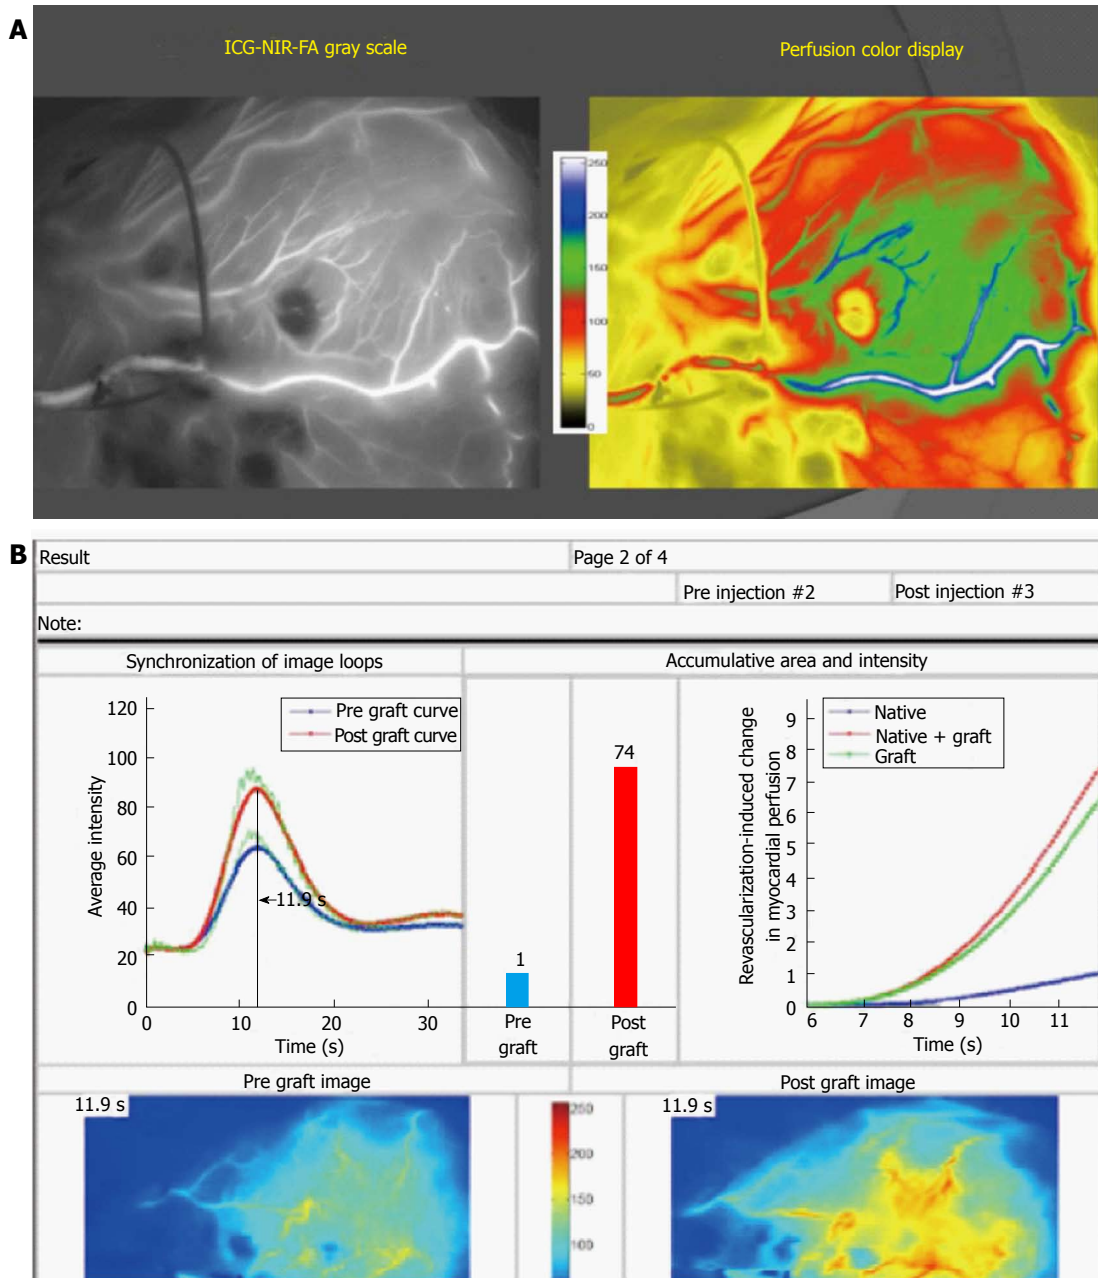 A
ICG-NIR-FA gray scale
Perfusion color display
250
200
150
100
50
0
B
Result
Page 2 of 4
Pre injection #2
Post injection #3
Note:
Synchronization of image loops
Accumulative area and intensity
120
100
80
60
40
20
0
Average intensity
Pre graft curve
Post graft curve
11.9 s
0 10 20 30
Time (s)
1
74
Pre
graft
Post
graft
Revascularization-induced change
in myocardial perfusion
9
8
7
6
5
4
3
2
1
0
Native
Native + graft
Graft
6 7 8 9 10 11
Time (s)
Pre graft image
Post graft image
11.9 s
11.9 s
250
200
150
100